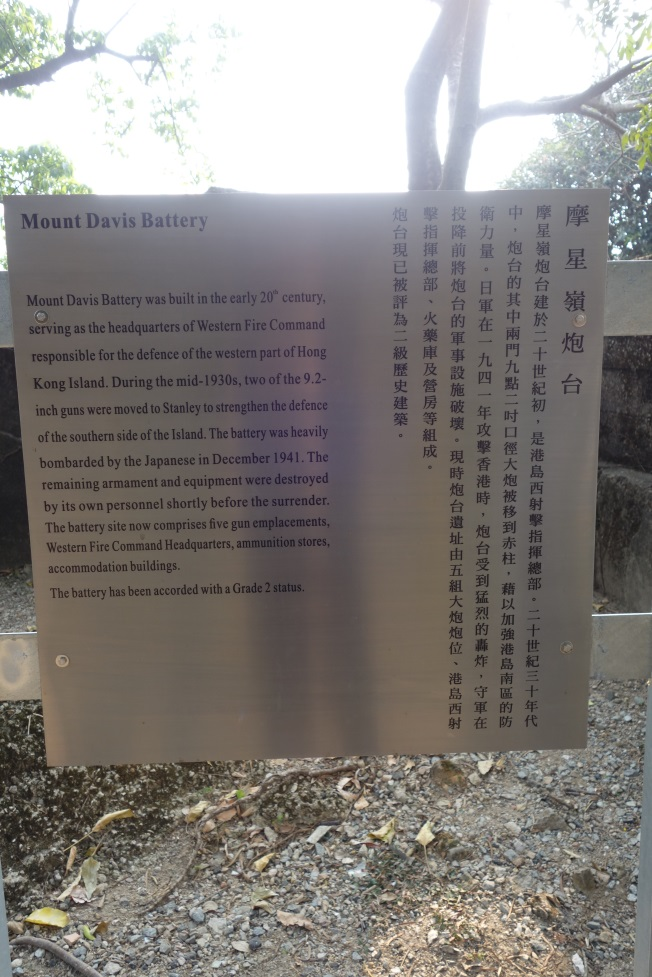 Mount Davis Battery
Mount Davis Battery was built in the early 20th century,
serving as the headquarters of Western Fire Command
responsible for the defence of the western part of Hong
Kong Island. During the mid-1930s, two of the 9.2-
inch guns were moved to Stanley to strengthen the defence
of the southern side of the Island. The battery was heavily
bombarded by the Japanese in December 1941. The
remaining armament and equipment were destroyed
by its own personnel shortly before the surrender.
The battery site now comprises five gun emplacements,
Western Fire Command Headquarters, ammunition stores,
accommodation buildings.
The battery has been accorded with a Grade 2 status.
摩星嶺炮台
摩星嶺炮台建於二十世紀初，是港島西射擊指揮總部。二十世紀三十年代
中，炮台的其中兩門九點二吋口徑大炮被移到赤柱，藉以加強港島南區的防
衛力量。日軍在一九四一年攻擊香港時，炮台受到猛烈的轟炸，守軍在
投降前將炮台的軍事設施破壞。現時炮台遺址由五組大炮炮位、港島西射
擊指揮總部、火藥庫及營房等組成。
炮台現已被評為二級歷史建築。